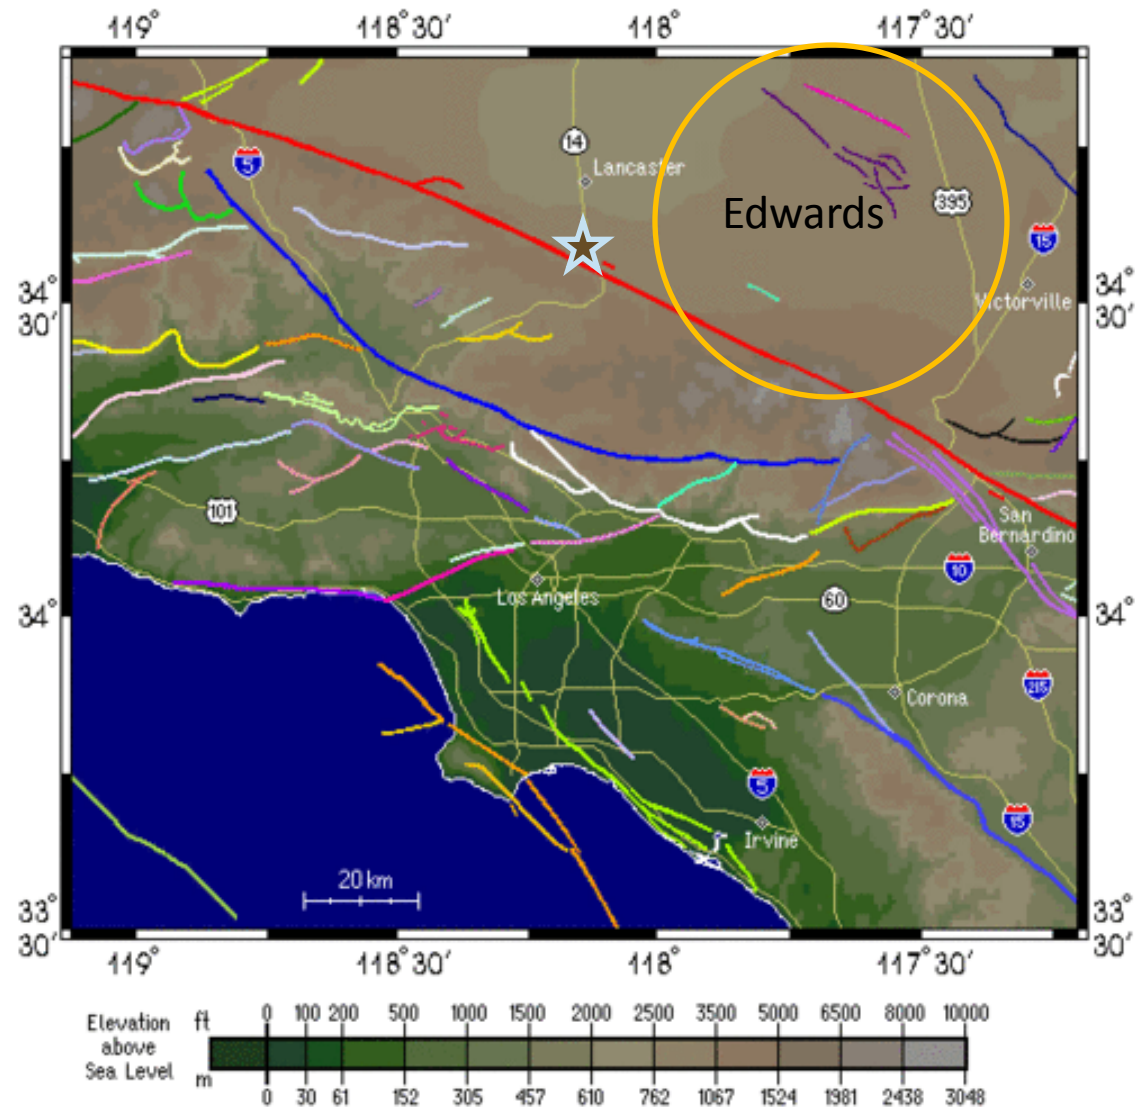 119° 118° 30′ 118° 117° 30′
5
14
Lancaster
Edwards
395
15
34° 30′
34° 30′
Victorville
101
San
Bernardino
10
Los Angeles
60
34°
34°
215
Corona
5
15
Irvine
20 km
33° 30′
33° 30′
119° 118° 30′ 118° 117° 30′
Elevation above Sea Level
ft 0 100 200 500 1000 1500 2000 2500 3500 5000 6500 8000 10000
m 0 30 61 152 305 457 610 762 1067 1524 1981 2438 3048